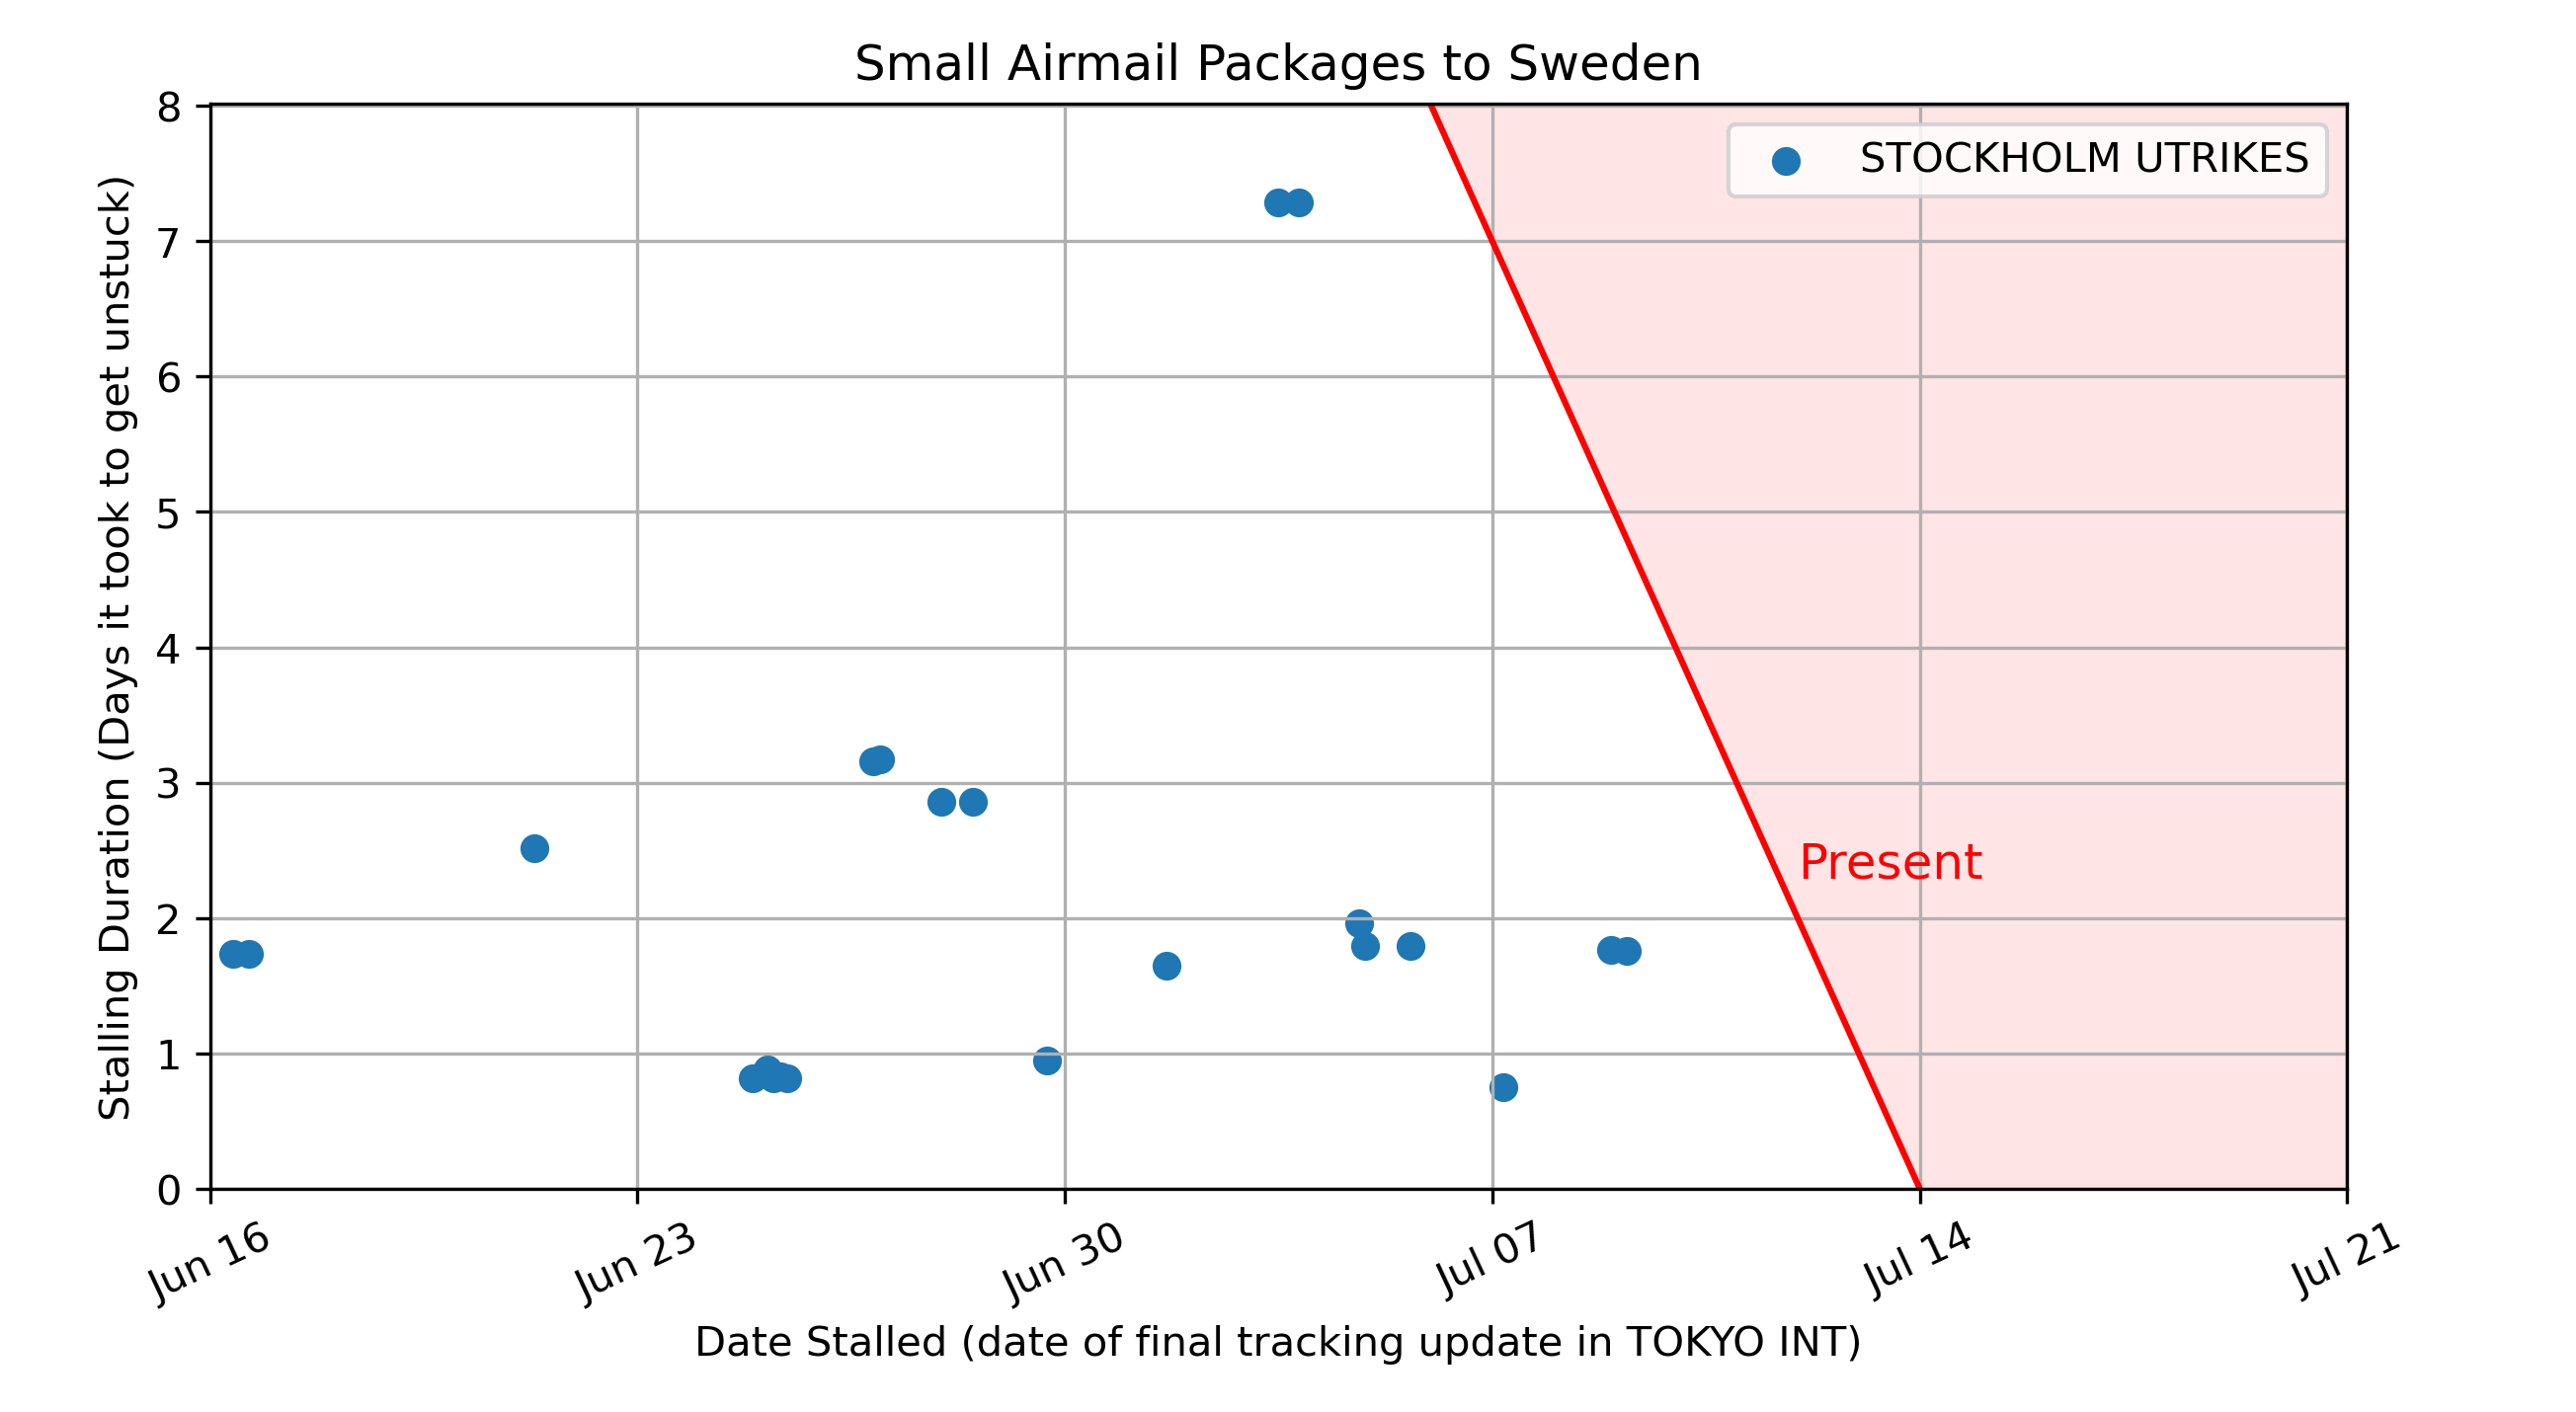 Small Airmail Packages to Sweden
Stalling Duration (Days it took to get unstuck)
8
7
6
5
4
3
2
1
0
STOCKHOLM UTRIKES
Present
Jun 16
Jun 23
Jun 30
Jul 07
Jul 14
Jul 21
Date Stalled (date of final tracking update in TOKYO INT)